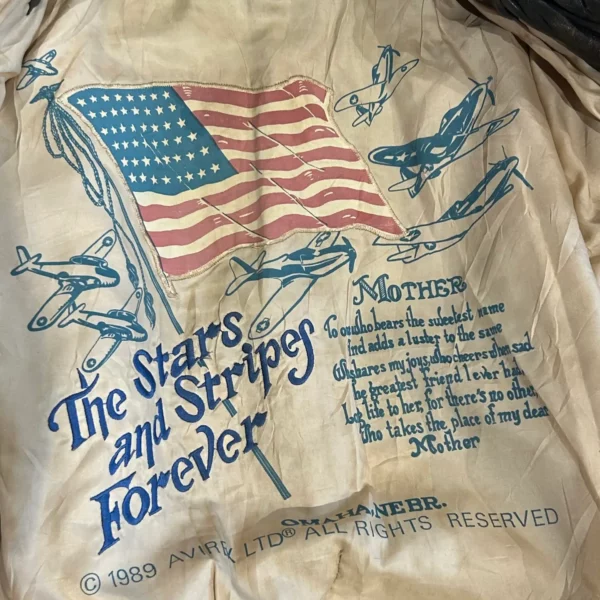 The Stars
and Stripes
Forever
MOTHER
To one who bears the sweetest name
And adds a luster to the same
Who shares my joys, who cheers when sad
The greatest friend I ever had
Long life to her, for there's no other
Who takes the place of my dear
Mother
OMAHA, NEBR.
© 1989 AVIREX LTD® ALL RIGHTS RESERVED